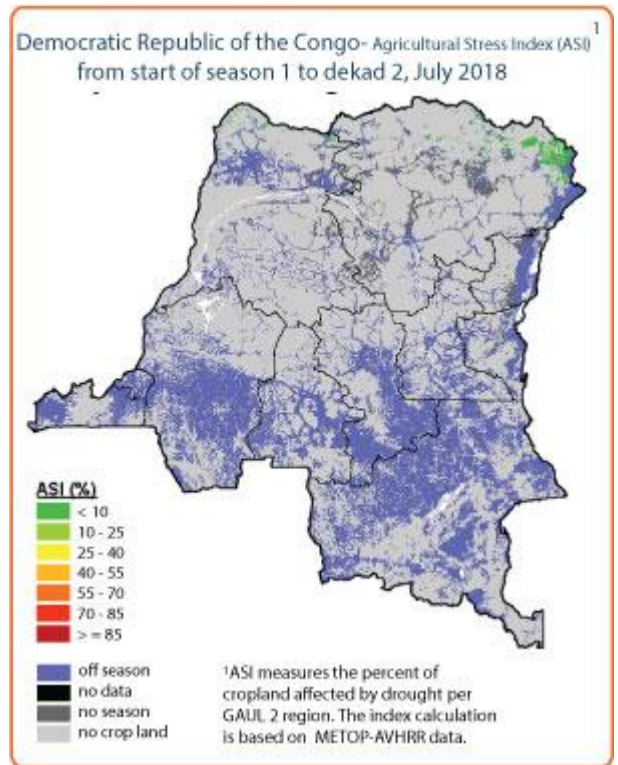 Democratic Republic of the Congo- Agricultural Stress Index (ASI)1
from start of season 1 to dekad 2, July 2018
ASI (%)
< 10
10 - 25
25 - 40
40 - 55
55 - 70
70 - 85
> = 85
off season
no data
no season
no crop land
1ASI measures the percent of
cropland affected by drought per
GAUL 2 region. The index calculation
is based on METOP-AVHRR data.